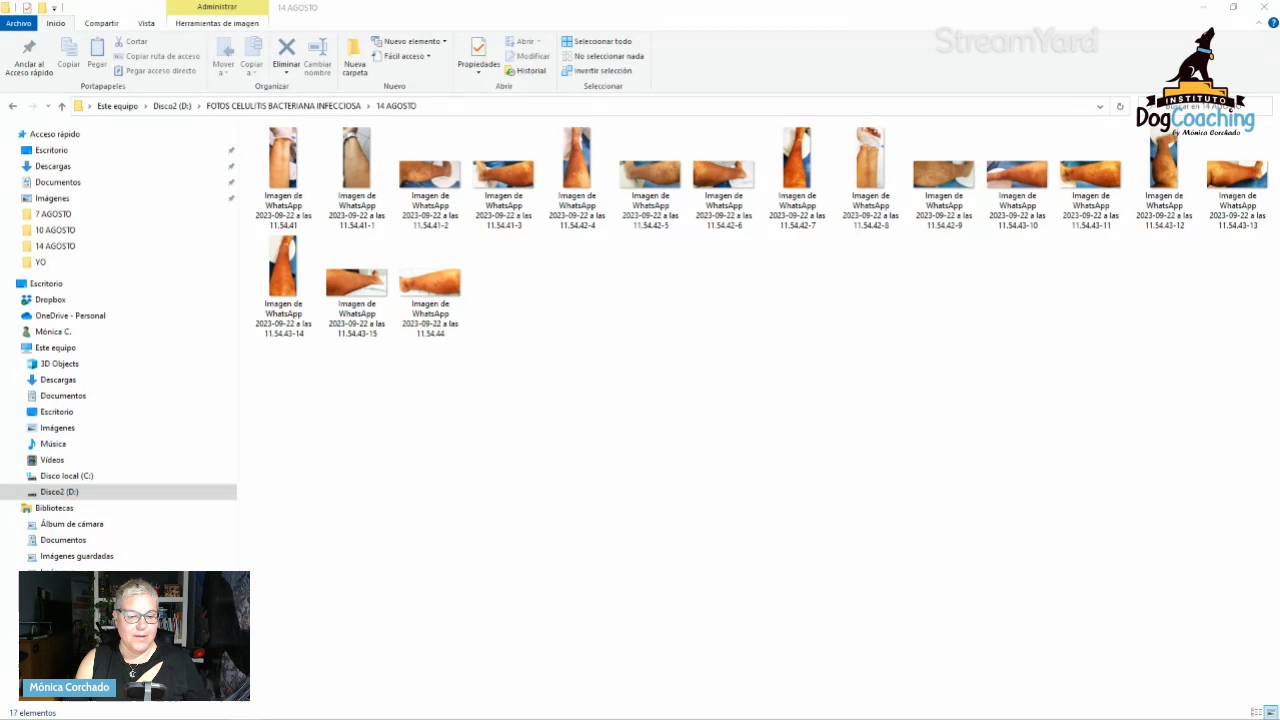 Administrar
14 AGOSTO
Archivo
Inicio
Compartir
Vista
Herramientas de imagen
StreamYard
Anclar al
Acceso rápido
Copiar
Pegar
Cortar
Copiar ruta de acceso
Pegar acceso directo
Portapapeles
Mover
a
Copiar
a
Eliminar
Cambiar
nombre
Organizar
Nueva
carpeta
Nuevo elemento
Fácil acceso
Nuevo
Propiedades
Abrir
Modificar
Historial
Abrir
Seleccionar todo
No seleccionar nada
Invertir selección
Seleccionar
INSTITUTO
DogCoaching
by Mónica Corchado
Este equipo
Disco2 (D:)
FOTOS CELULITIS BACTERIANA INFECCIOSA
14 AGOSTO
Buscar en 14
Acceso rápido
Escritorio
Descargas
Documentos
Imágenes
7 AGOSTO
10 AGOSTO
14 AGOSTO
YO
Escritorio
Dropbox
OneDrive - Personal
Mónica C.
Este equipo
3D Objects
Descargas
Documentos
Escritorio
Imágenes
Música
Vídeos
Disco local (C:)
Disco2 (D:)
Bibliotecas
Álbum de cámara
Documentos
Imágenes guardadas
Imagen de
WhatsApp
2023-09-22 a las
11.54.41
Imagen de
WhatsApp
2023-09-22 a las
11.54.41-1
Imagen de
WhatsApp
2023-09-22 a las
11.54.41-2
Imagen de
WhatsApp
2023-09-22 a las
11.54.41-3
Imagen de
WhatsApp
2023-09-22 a las
11.54.42-4
Imagen de
WhatsApp
2023-09-22 a las
11.54.42-5
Imagen de
WhatsApp
2023-09-22 a las
11.54.42-6
Imagen de
WhatsApp
2023-09-22 a las
11.54.42-7
Imagen de
WhatsApp
2023-09-22 a las
11.54.42-8
Imagen de
WhatsApp
2023-09-22 a las
11.54.42-9
Imagen de
WhatsApp
2023-09-22 a las
11.54.43-10
Imagen de
WhatsApp
2023-09-22 a las
11.54.43-11
Imagen de
WhatsApp
2023-09-22 a las
11.54.43-12
Imagen de
WhatsApp
2023-09-22 a las
11.54.43-13
Imagen de
WhatsApp
2023-09-22 a las
11.54.43-14
Imagen de
WhatsApp
2023-09-22 a las
11.54.43-15
Imagen de
WhatsApp
2023-09-22 a las
11.54.44
Mónica Corchado
17 elementos